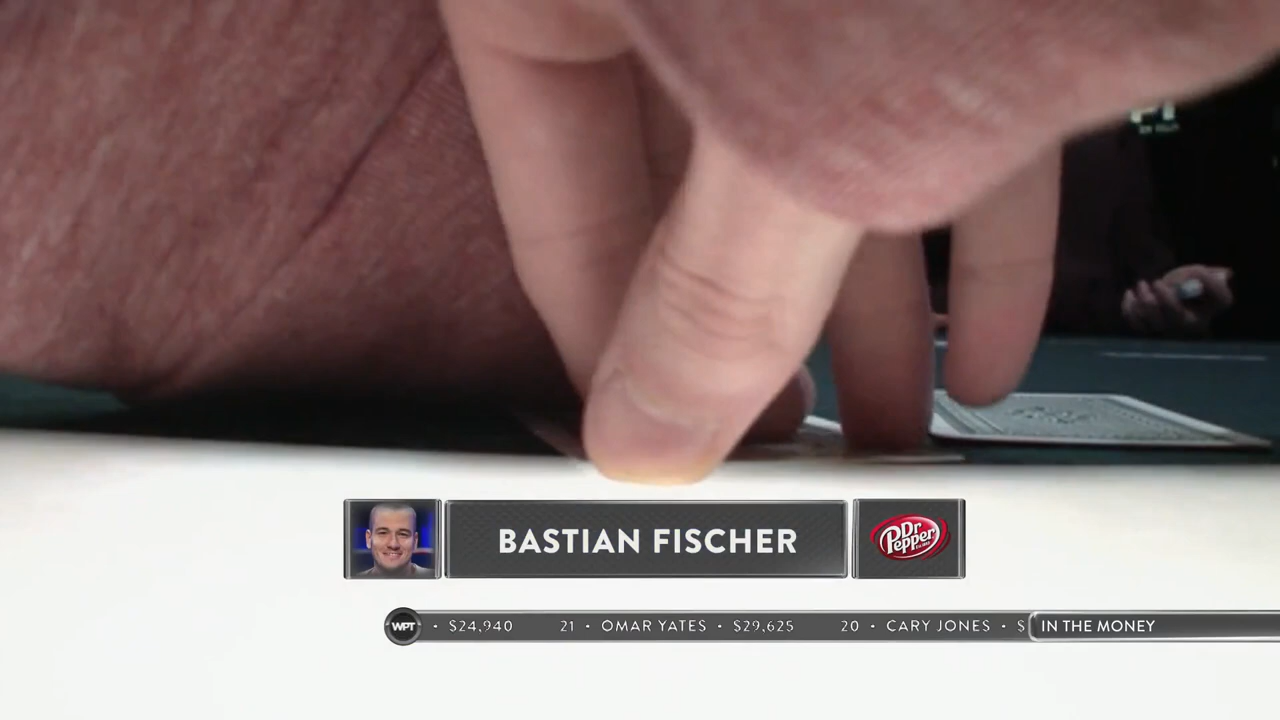 BASTIAN FISCHER
Dr
Pepper
WPT • $24,940 21 • OMAR YATES • $29,625 20 • CARY JONES • $ IN THE MONEY